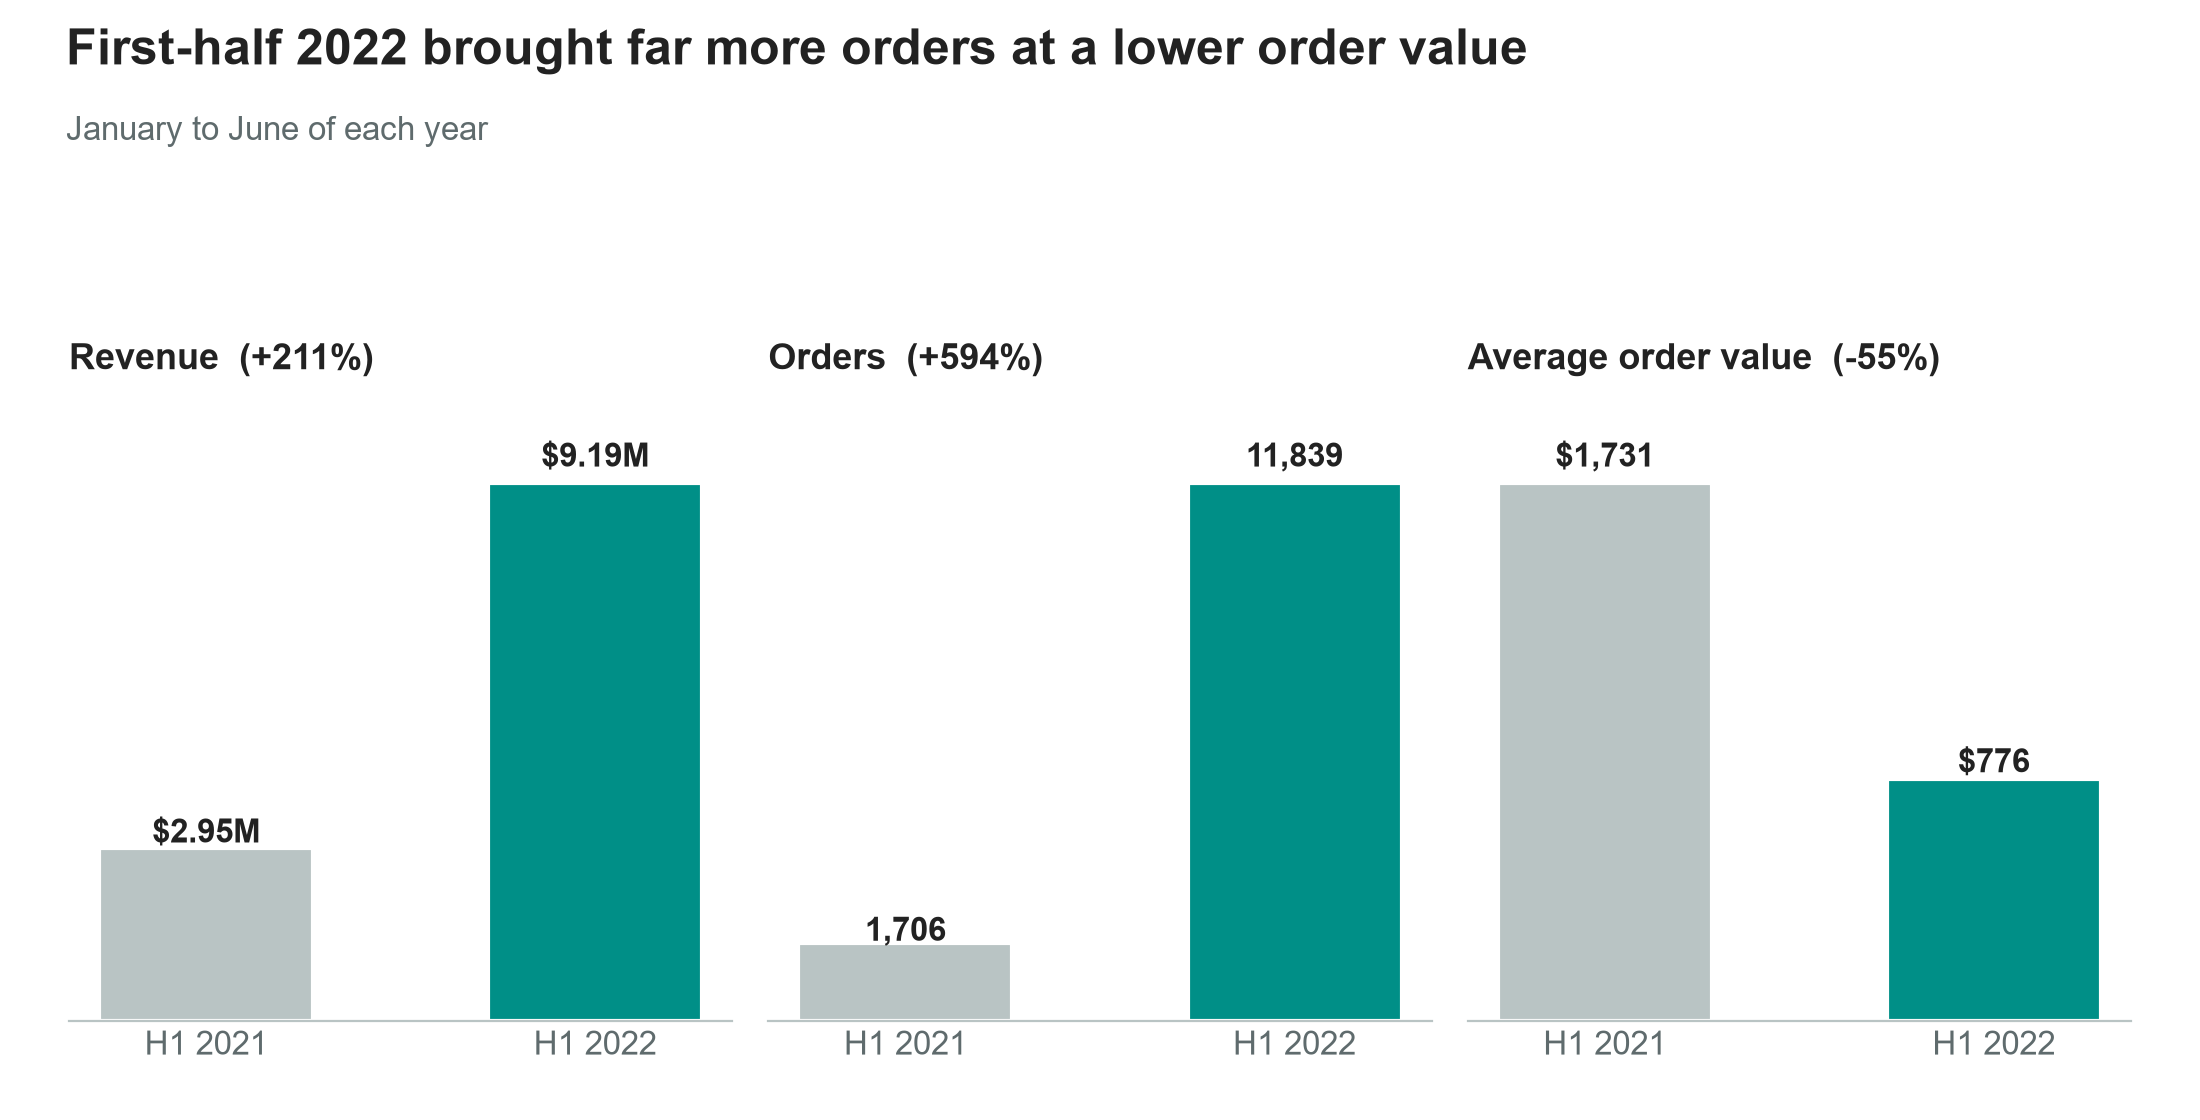 First-half 2022 brought far more orders at a lower order value
January to June of each year
Revenue (+211%)
$9.19M
$2.95M
H1 2021 H1 2022
Orders (+594%)
11,839
1,706
H1 2021 H1 2022
Average order value (-55%)
$1,731
$776
H1 2021 H1 2022